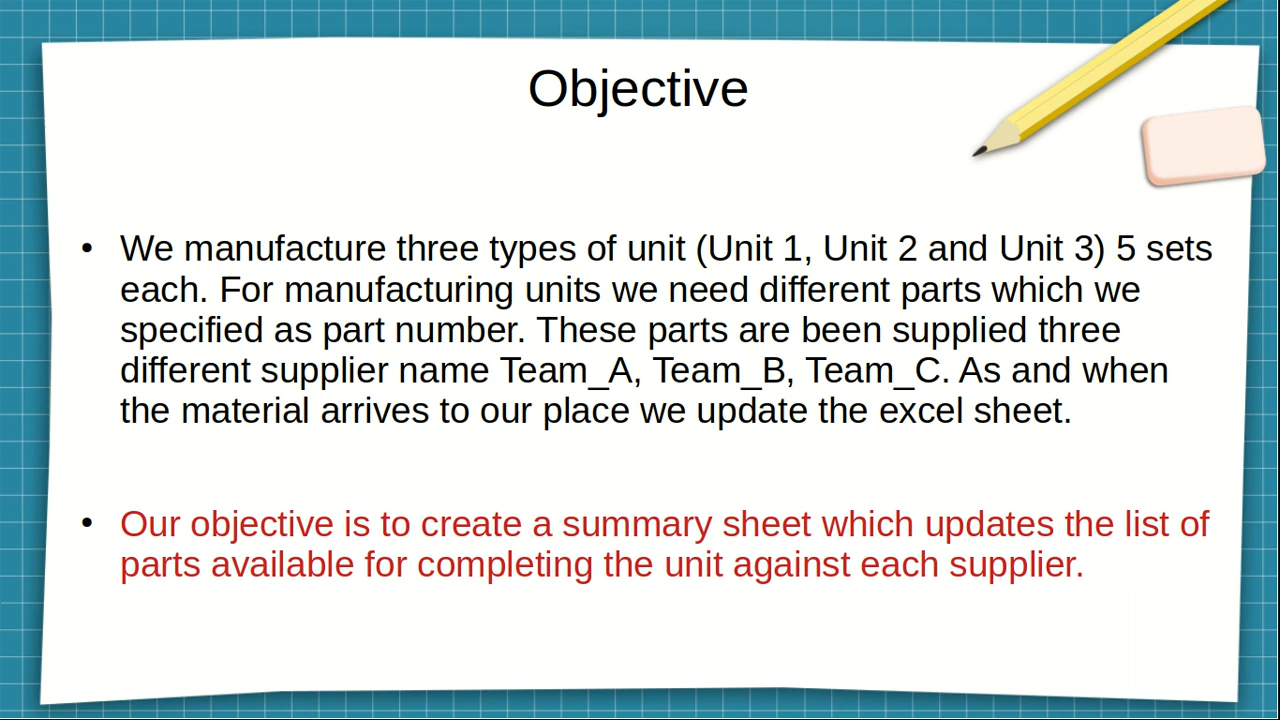 Objective
• We manufacture three types of unit (Unit 1, Unit 2 and Unit 3) 5 sets
each. For manufacturing units we need different parts which we
specified as part number. These parts are been supplied three
different supplier name Team_A, Team_B, Team_C. As and when
the material arrives to our place we update the excel sheet.
• Our objective is to create a summary sheet which updates the list of
parts available for completing the unit against each supplier.